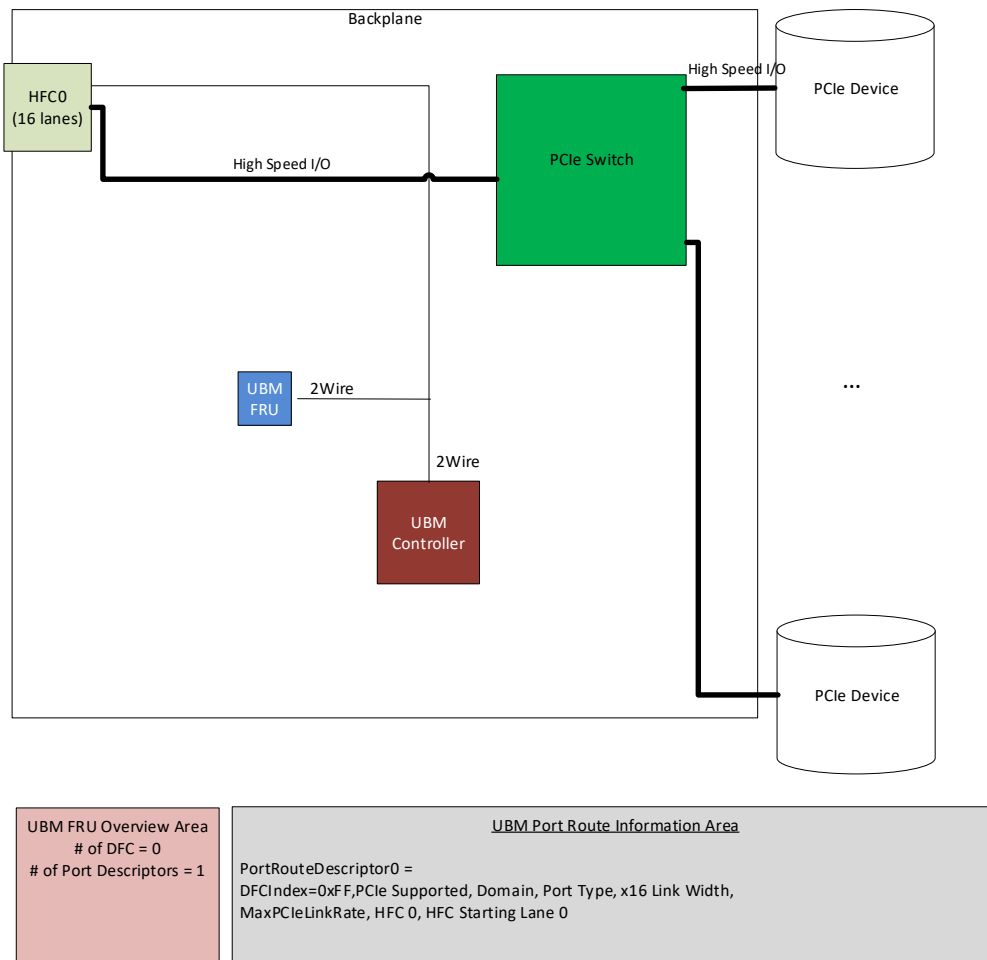 Backplane
High Speed I/O
PCIe Device
HFC0
(16 lanes)
High Speed I/O
PCIe Switch
...
UBM
FRU
2Wire
2Wire
UBM
Controller
PCIe Device
UBM FRU Overview Area
# of DFC = 0
# of Port Descriptors = 1
UBM Port Route Information Area
PortRouteDescriptor0 =
DFCIndex=0xFF,PCIe Supported, Domain, Port Type, x16 Link Width,
MaxPCIeLinkRate, HFC 0, HFC Starting Lane 0